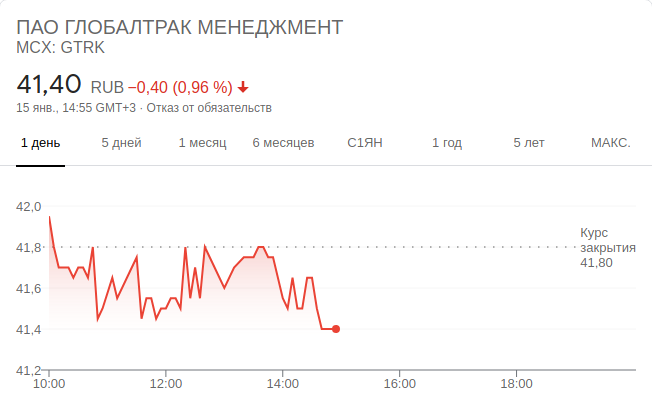 ПАО ГЛОБАЛТРАК МЕНЕДЖМЕНТ
MCX: GTRK
41,40 RUB −0,40 (0,96 %)
15 янв., 14:55 GMT+3 · Отказ от обязательств
1 день 5 дней 1 месяц 6 месяцев С1ЯН 1 год 5 лет МАКС.
42,0
Курс
41,8 закрытия
41,80
41,6
41,4
41,2
10:00 12:00 14:00 16:00 18:00